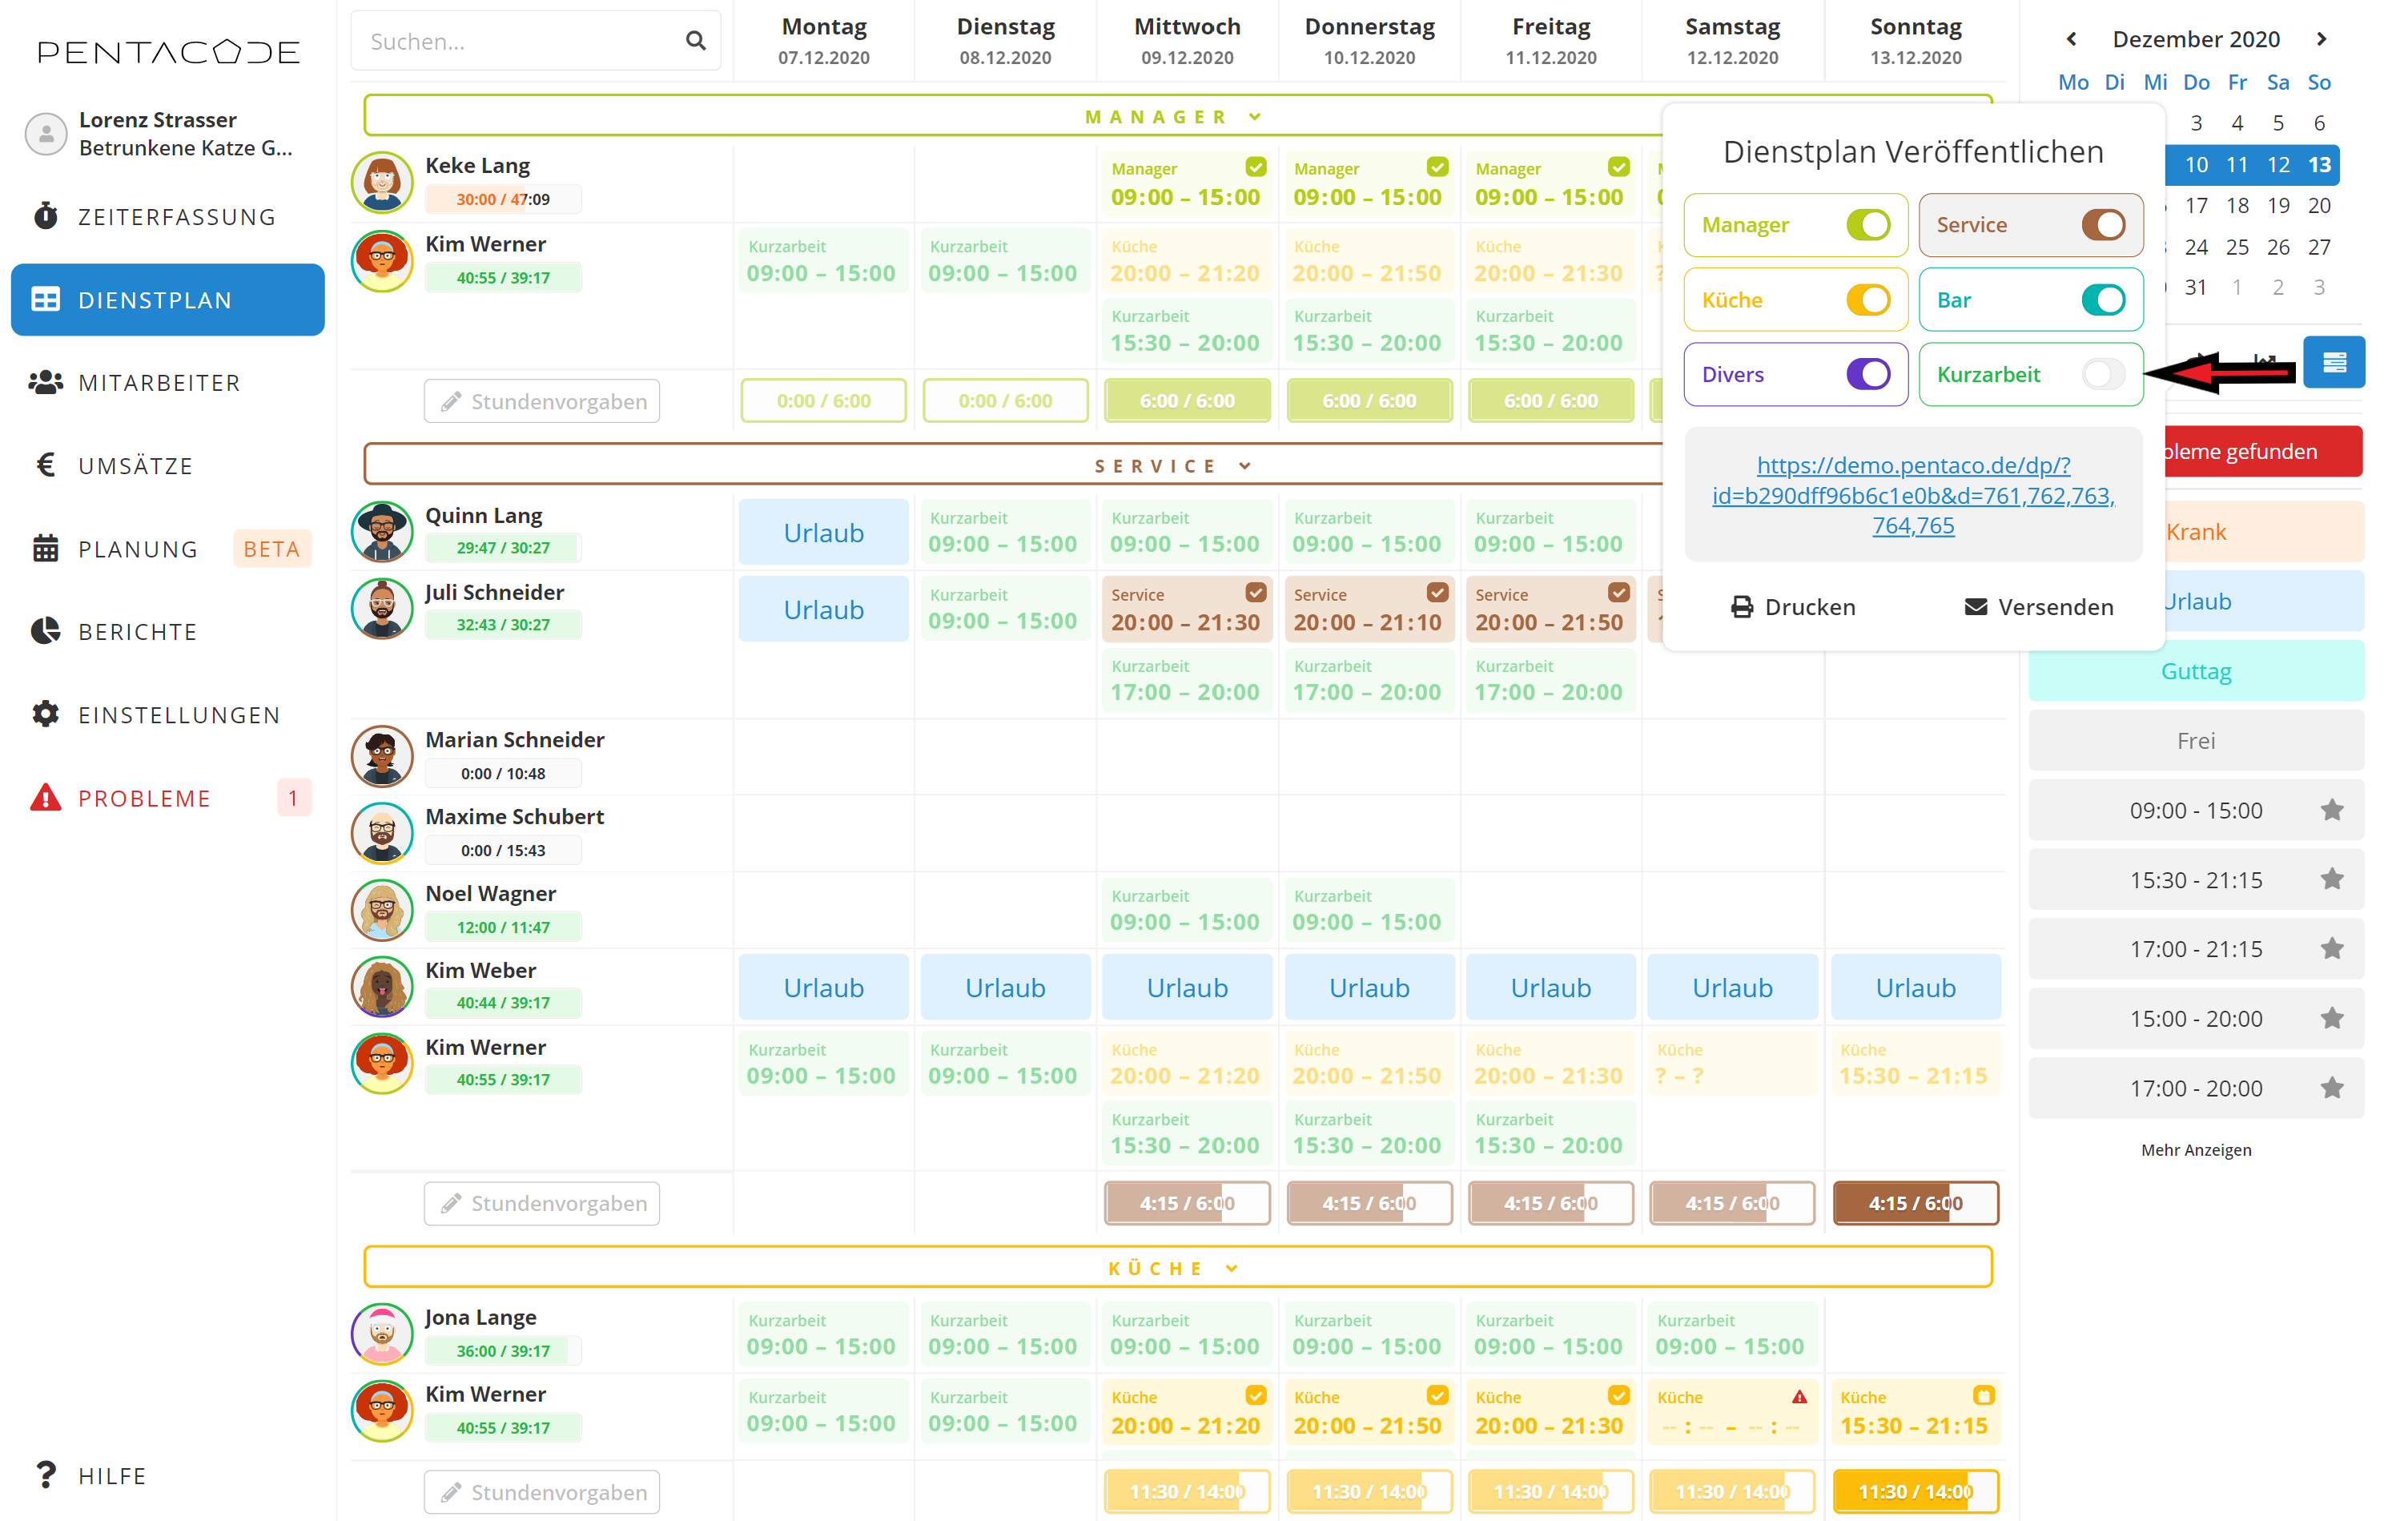 PENTACODE
Lorenz Strasser
Betrunkene Katze G...
ZEITERFASSUNG
DIENSTPLAN
MITARBEITER
UMSÄTZE
PLANUNG BETA
BERICHTE
EINSTELLUNGEN
PROBLEME 1
HILFE
Suchen...
Montag Dienstag Mittwoch Donnerstag Freitag Samstag Sonntag
07.12.2020 08.12.2020 09.12.2020 10.12.2020 11.12.2020 12.12.2020 13.12.2020
MANAGER
Keke Lang
30:00 / 47:09
Manager Manager Manager
09:00 – 15:00 09:00 – 15:00 09:00 – 15:00
Kim Werner
40:55 / 39:17
Kurzarbeit Kurzarbeit Küche Küche Küche
09:00 – 15:00 09:00 – 15:00 20:00 – 21:20 20:00 – 21:50 20:00 – 21:30
Kurzarbeit Kurzarbeit Kurzarbeit
15:30 – 20:00 15:30 – 20:00 15:30 – 20:00
Stundenvorgaben 0:00 / 6:00 0:00 / 6:00 6:00 / 6:00 6:00 / 6:00 6:00 / 6:00
SERVICE
Quinn Lang
29:47 / 30:27
Urlaub Kurzarbeit Kurzarbeit Kurzarbeit Kurzarbeit
09:00 – 15:00 09:00 – 15:00 09:00 – 15:00 09:00 – 15:00
Juli Schneider
32:43 / 30:27
Urlaub Kurzarbeit Service Service Service
09:00 – 15:00 20:00 – 21:30 20:00 – 21:10 20:00 – 21:50
Kurzarbeit Kurzarbeit Kurzarbeit
17:00 – 20:00 17:00 – 20:00 17:00 – 20:00
Marian Schneider
0:00 / 10:48
Maxime Schubert
0:00 / 15:43
Noel Wagner
12:00 / 11:47
Kurzarbeit Kurzarbeit
09:00 – 15:00 09:00 – 15:00
Kim Weber
40:44 / 39:17
Urlaub Urlaub Urlaub Urlaub Urlaub Urlaub Urlaub
Kim Werner
40:55 / 39:17
Kurzarbeit Kurzarbeit Küche Küche Küche Küche Küche
09:00 – 15:00 09:00 – 15:00 20:00 – 21:20 20:00 – 21:50 20:00 – 21:30 ? – ? 15:30 – 21:15
Kurzarbeit Kurzarbeit Kurzarbeit
15:30 – 20:00 15:30 – 20:00 15:30 – 20:00
Stundenvorgaben 4:15 / 6:00 4:15 / 6:00 4:15 / 6:00 4:15 / 6:00 4:15 / 6:00
KÜCHE
Jona Lange
36:00 / 39:17
Kurzarbeit Kurzarbeit Kurzarbeit Kurzarbeit Kurzarbeit Kurzarbeit
09:00 – 15:00 09:00 – 15:00 09:00 – 15:00 09:00 – 15:00 09:00 – 15:00 09:00 – 15:00
Kim Werner
40:55 / 39:17
Kurzarbeit Kurzarbeit Küche Küche Küche Küche Küche
09:00 – 15:00 09:00 – 15:00 20:00 – 21:20 20:00 – 21:50 20:00 – 21:30 -- : -- – -- : -- 15:30 – 21:15
Stundenvorgaben 11:30 / 14:00 11:30 / 14:00 11:30 / 14:00 11:30 / 14:00 11:30 / 14:00
Dienstplan Veröffentlichen
Manager Service
Küche Bar
Divers Kurzarbeit
https://demo.pentaco.de/dp/?
id=b290dff96b6c1e0b&d=761,762,763,
764,765
Drucken Versenden
Dezember 2020
Mo Di Mi Do Fr Sa So
3 4 5 6
10 11 12 13
17 18 19 20
24 25 26 27
31 1 2 3
gefunden
Krank
Urlaub
Guttag
Frei
09:00 - 15:00
15:30 - 21:15
17:00 - 21:15
15:00 - 20:00
17:00 - 20:00
Mehr Anzeigen